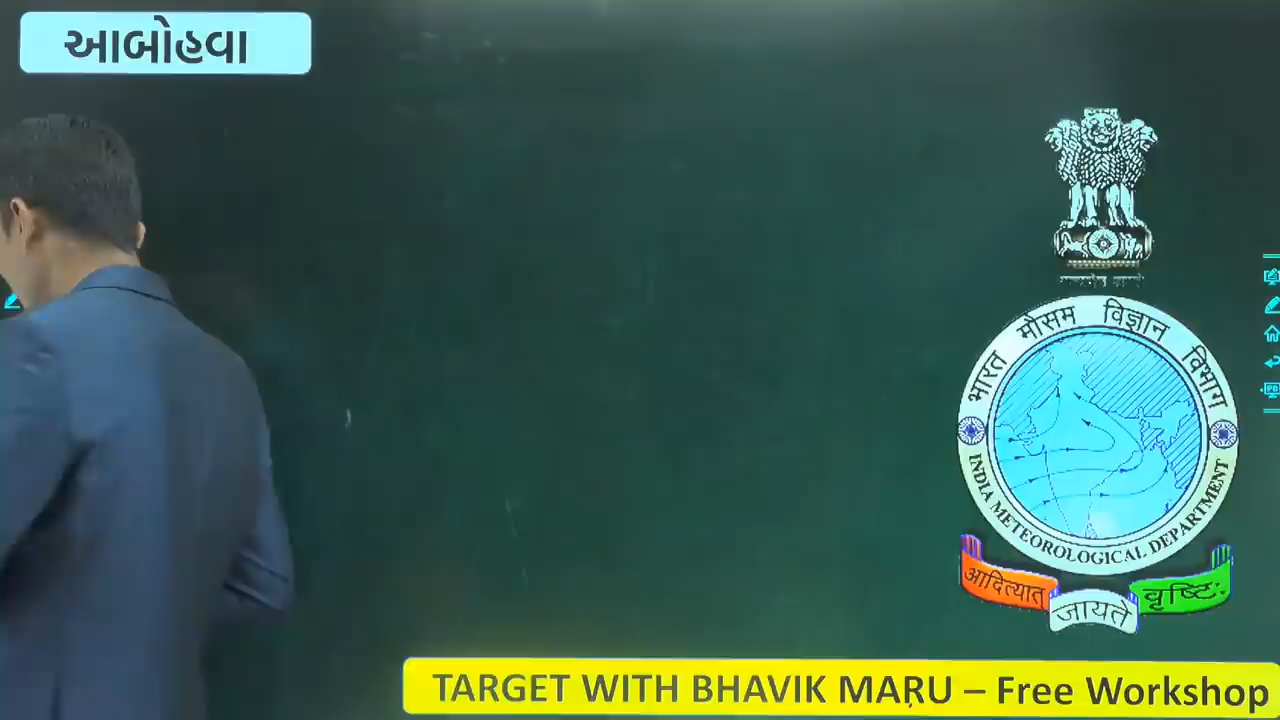 આબોહવા
भारत मौसम विज्ञान विभाग
INDIA METEOROLOGICAL DEPARTMENT
आदित्यात् जायते वृष्टिः
TARGET WITH BHAVIK MARU – Free Workshop